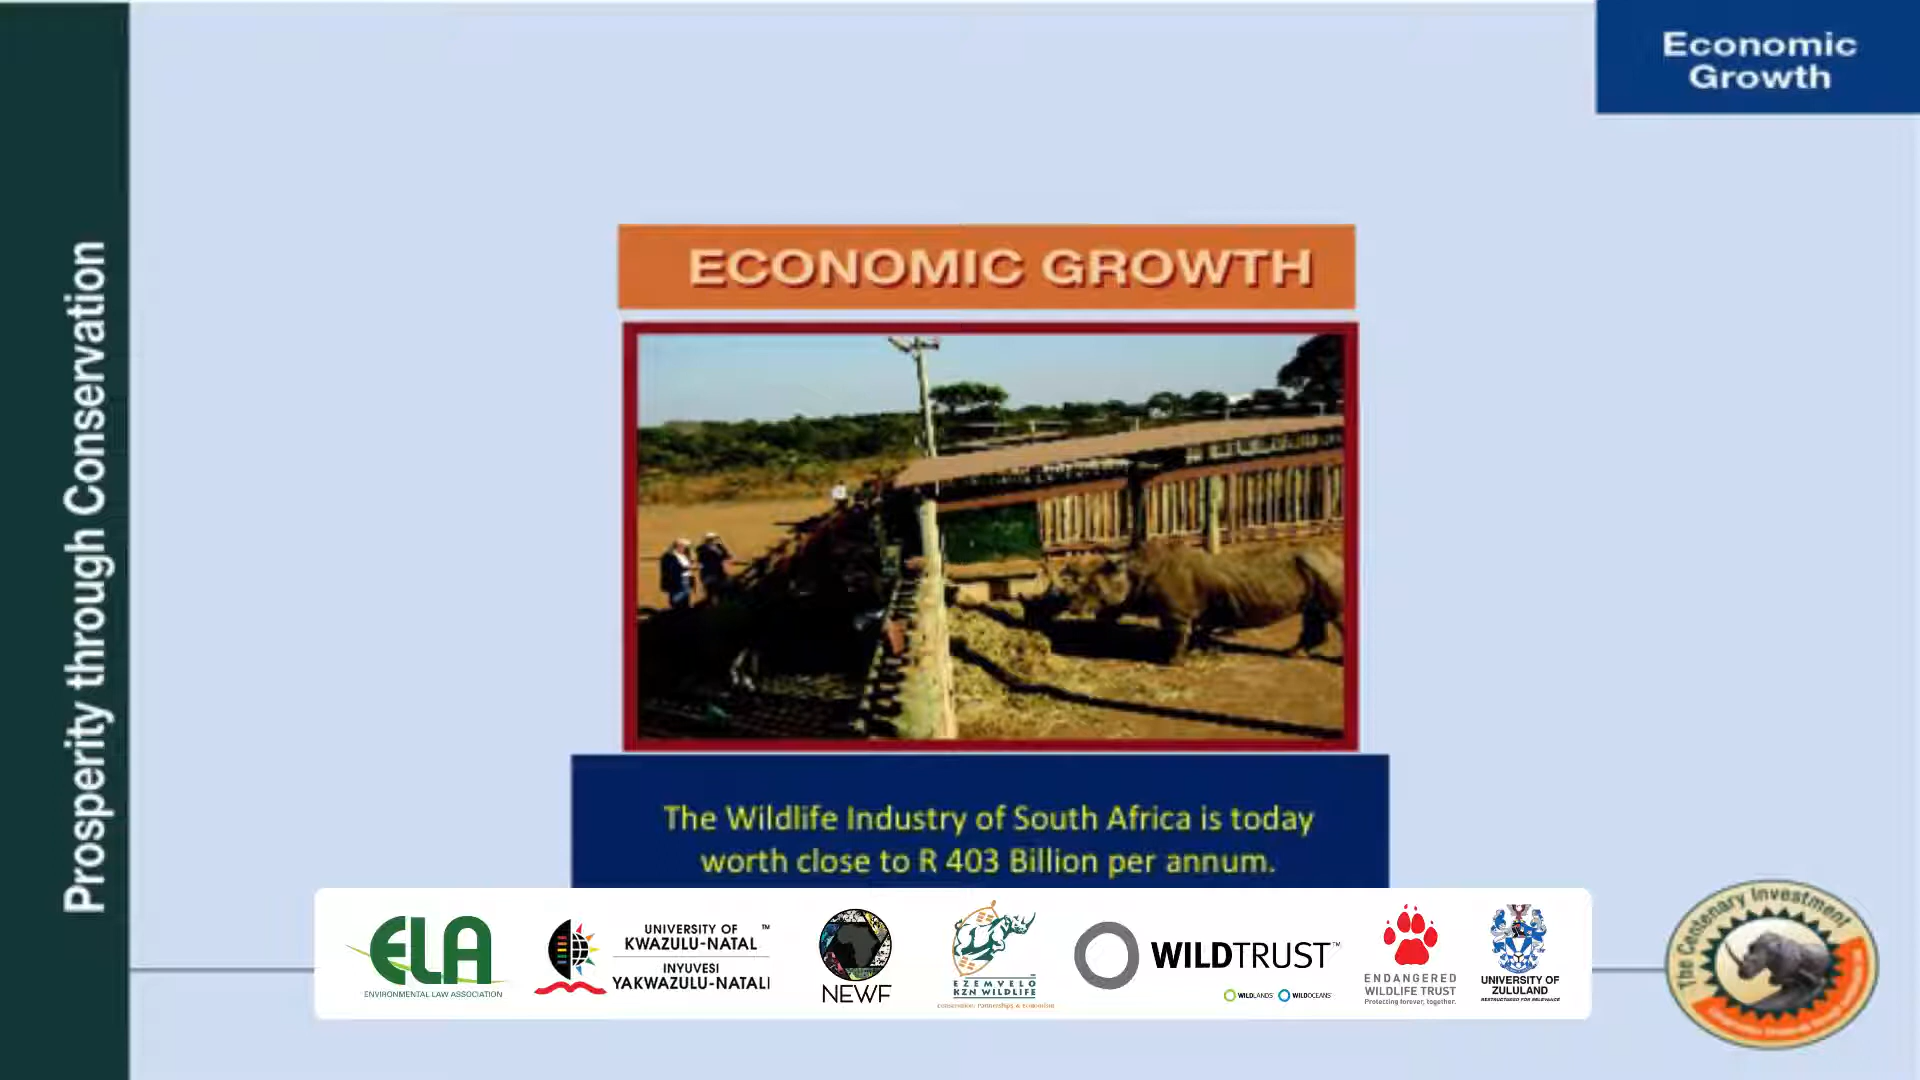 Economic
Growth
Prosperity through Conservation
ECONOMIC GROWTH
The Wildlife Industry of South Africa is today
worth close to R 403 Billion per annum.
ELA
ENVIRONMENTAL LAW ASSOCIATION
UNIVERSITY OF ™
KWAZULU-NATAL
INYUVESI
YAKWAZULU-NATALI
NEWF
EZEMVELO
KZN WILDLIFE
Conservation, Partnerships & Ecotourism
WILDTRUST™
WILDLANDS WILDOCEANS
ENDANGERED
WILDLIFE TRUST
Protecting forever, together.
UNIVERSITY OF
ZULULAND
RESTRUCTURED FOR RELEVANCE
The Centenary Investment